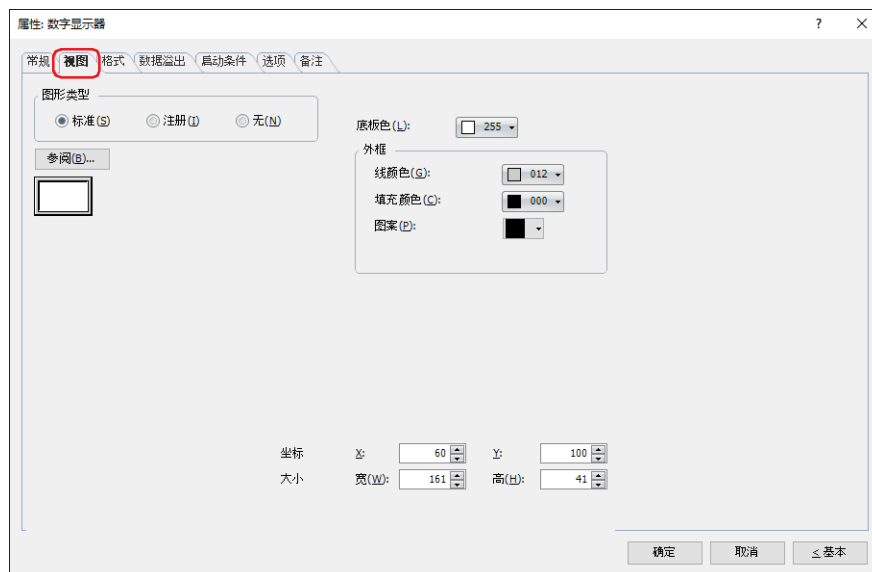 属性: 数字显示器 ?
常规 视图 格式 数据溢出 启动条件 选项 备注
图形类型
标准(S) 注册(I) 无(N)
底板色(L): 255
参阅(B)...
外框
线颜色(G): 012
填充颜色(C): 000
图案(P):
坐标 X: 60 Y: 100
大小 宽(W): 161 高(H): 41
确定 取消 <基本